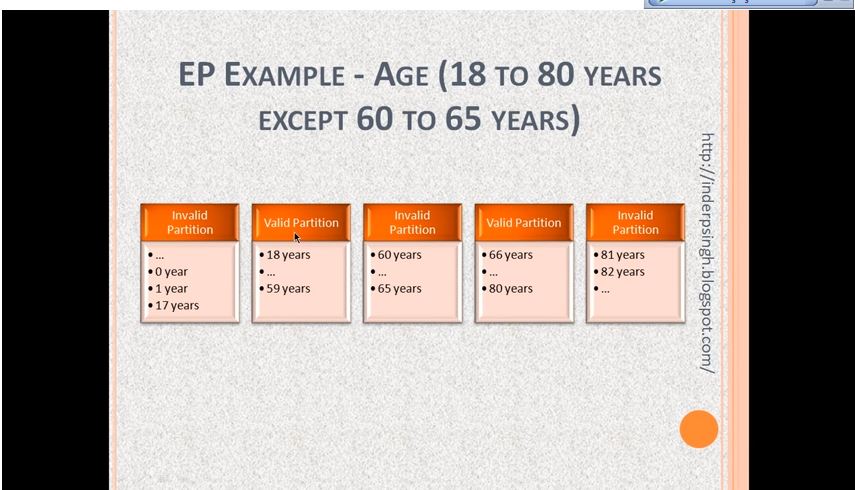 EP EXAMPLE - AGE (18 TO 80 YEARS
EXCEPT 60 TO 65 YEARS)
Invalid
Partition
• ...
• 0 year
• 1 year
• 17 years
Valid Partition
• 18 years
• ...
• 59 years
Invalid
Partition
• 60 years
• ...
• 65 years
Valid Partition
• 66 years
• ...
• 80 years
Invalid
Partition
• 81 years
• 82 years
• ...
http://inderpsingh.blogspot.com/